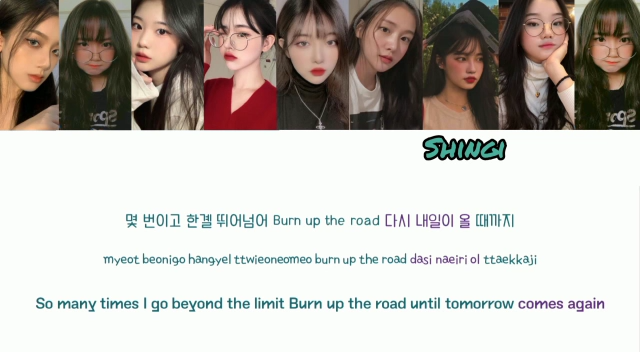 SHINGI
몇 번이고 한곌 뛰어넘어 Burn up the road 다시 내일이 올 때까지
myeot beonigo hangyel ttwieoneomeo burn up the road dasi naeiri ol ttaekkaji
So many times I go beyond the limit Burn up the road until tomorrow comes again